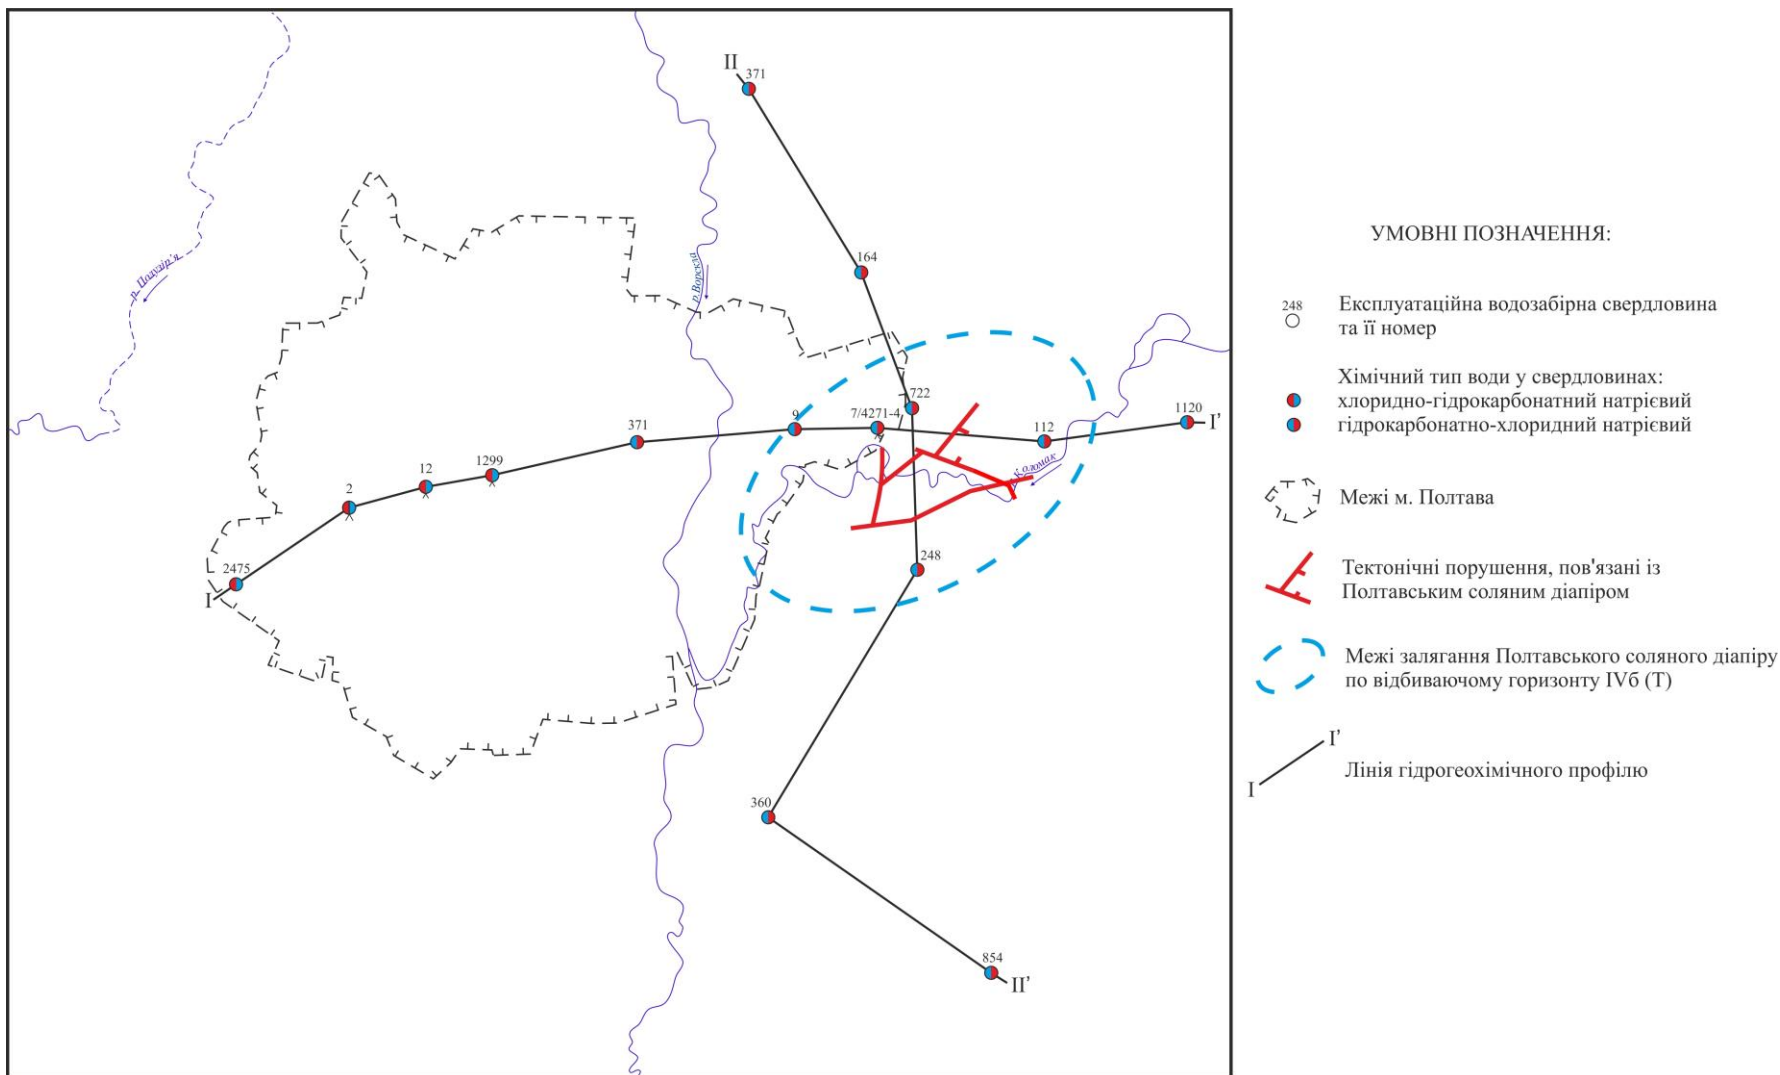 II
371
164
р. Полузір'я
р.Ворскла
722
9
7/4271-4
1120
I'
371
112
1299
12
2
Коломак
2475
I
248
360
854
II'
УМОВНІ ПОЗНАЧЕННЯ:
248
Експлуатаційна водозабірна свердловина
та її номер
Хімічний тип води у свердловинах:
хлоридно-гідрокарбонатний натрієвий
гідрокарбонатно-хлоридний натрієвий
Межі м. Полтава
Тектонічні порушення, пов'язані із
Полтавським соляним діапіром
Межі залягання Полтавського соляного діапіру
по відбиваючому горизонту IVб (Т)
I'
Лінія гідрогеохімічного профілю
I